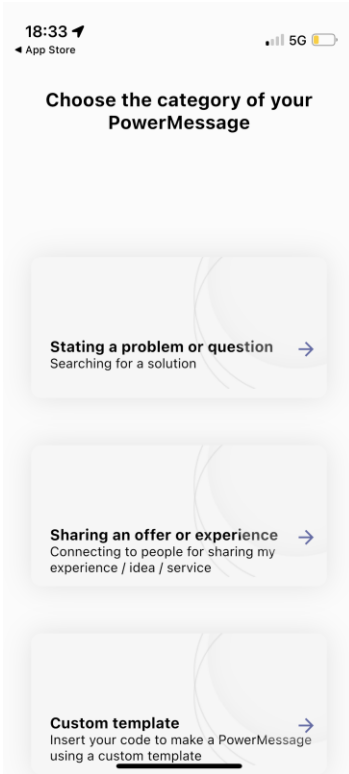 18:33
5G
◀ App Store
Choose the category of your
PowerMessage
Stating a problem or question
Searching for a solution
Sharing an offer or experience
Connecting to people for sharing my
experience / idea / service
Custom template
Insert your code to make a PowerMessage
using a custom template